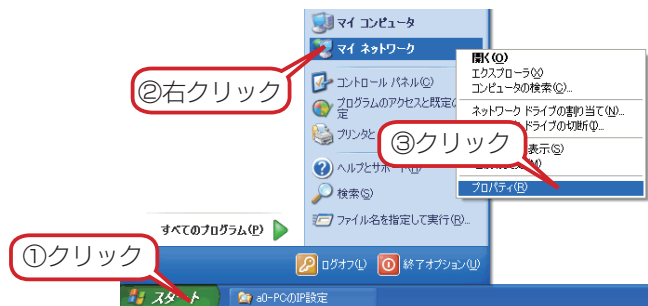 マイ コンピュータ
マイ ネットワーク
②右クリック
コントロール パネル(C)
プログラムのアクセスと既定の
定
プリンタと
ヘルプとサポート(H)
検索(S)
ファイル名を指定して実行(R)...
開く(O)
エクスプローラ(X)
コンピュータの検索(C)...
ネットワーク ドライブの割り当て(N)...
ドライブの切断(D)...
③クリック
表示(S)
(M)
プロパティ(R)
すべてのプログラム(P)
①クリック
ログオフ(L)
終了オプション(U)
スタート
a0-PCのIP設定